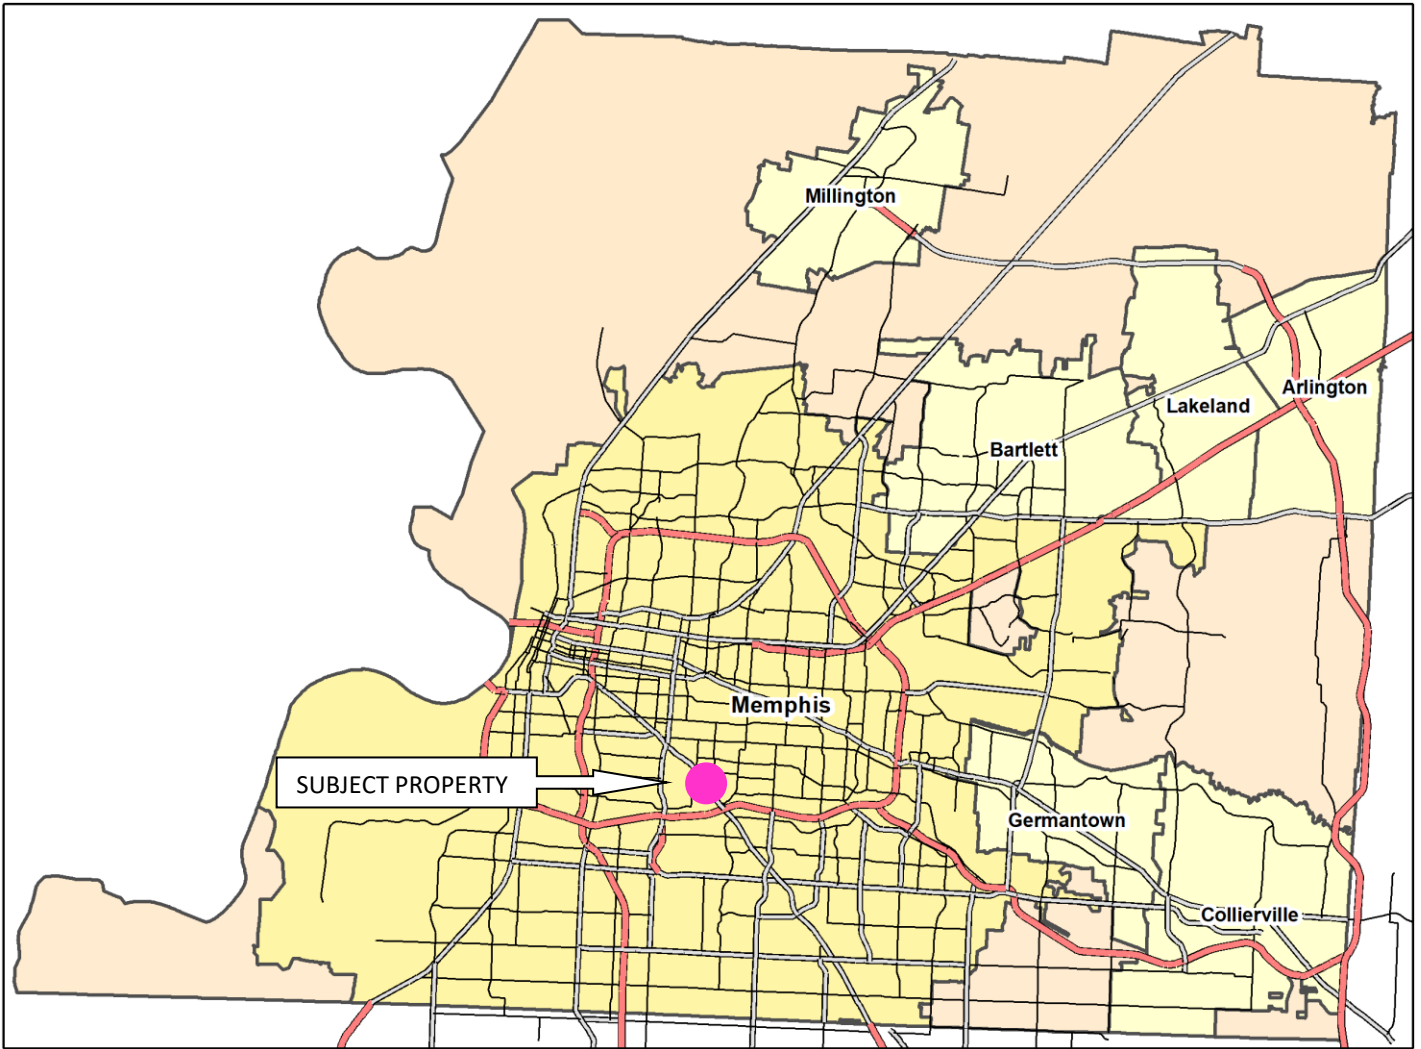 Millington
Arlington
Lakeland
Bartlett
Memphis
SUBJECT PROPERTY
Germantown
Collierville